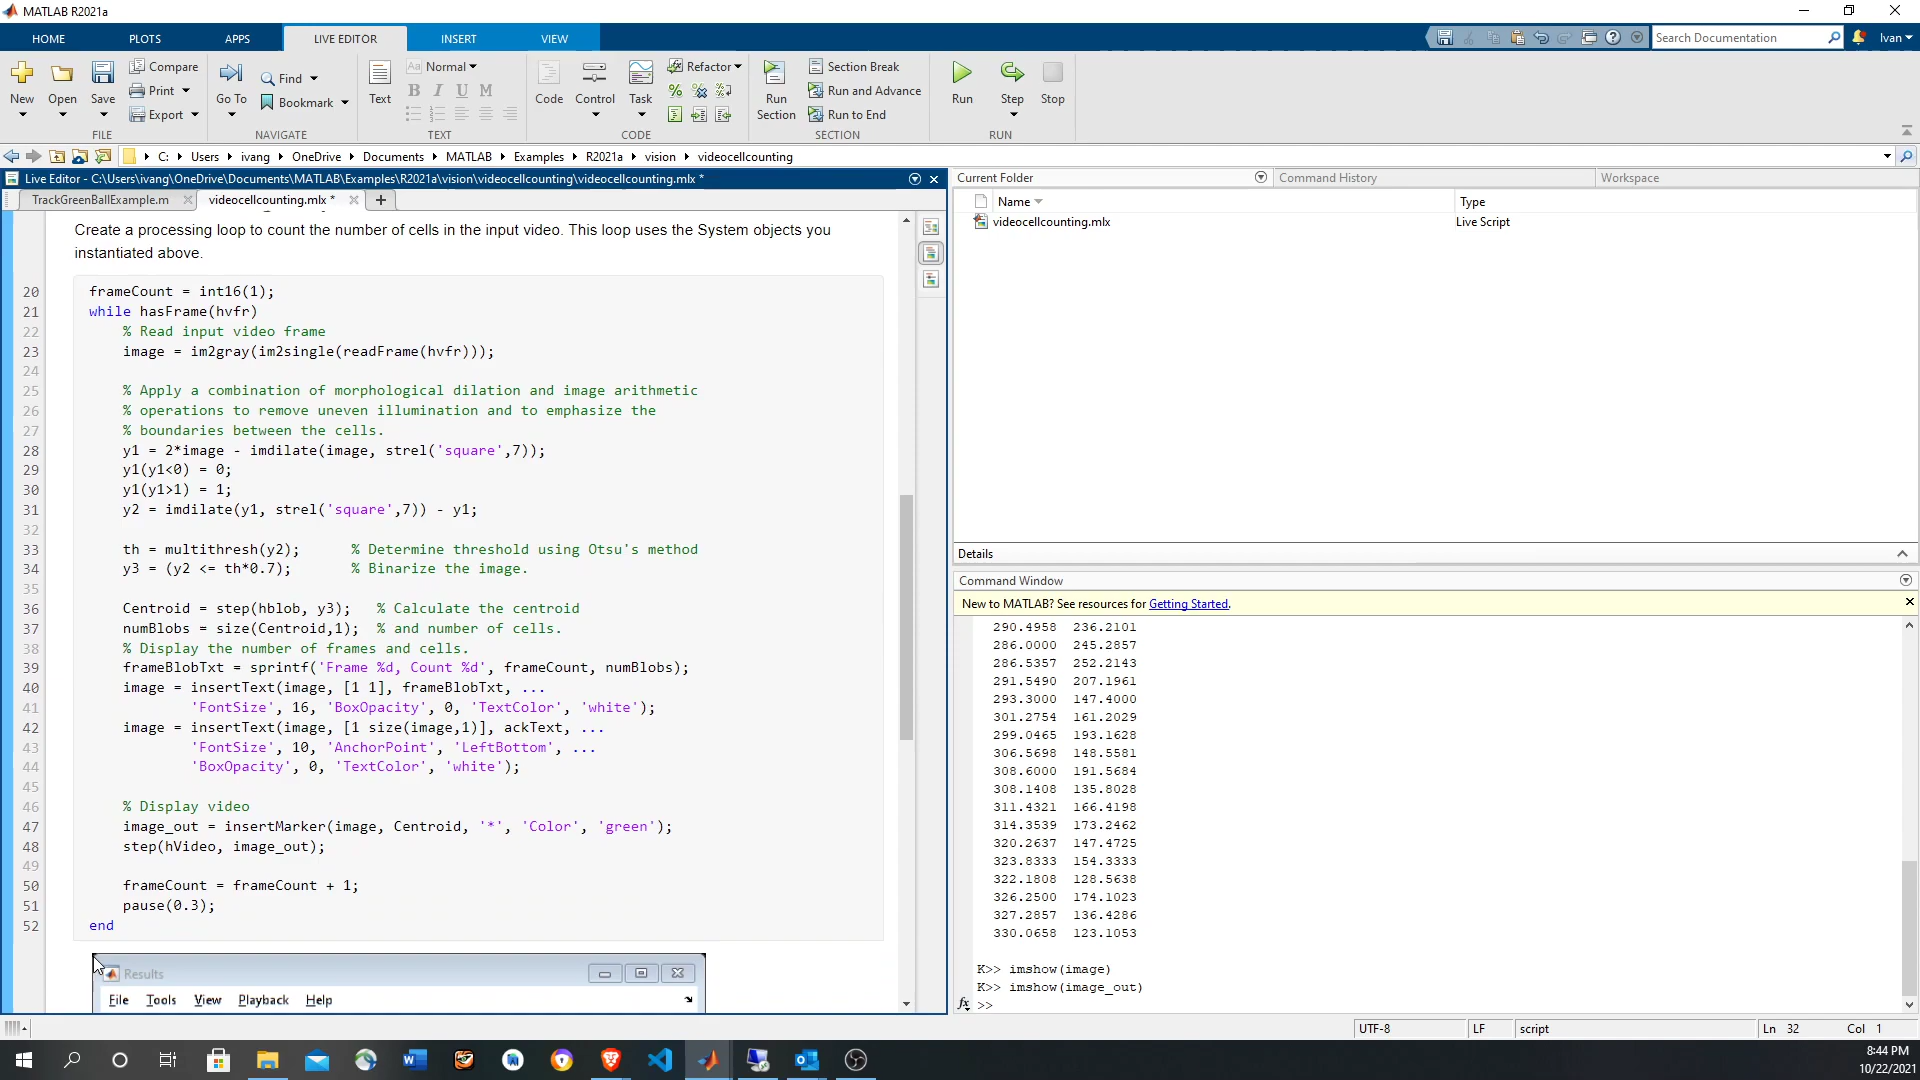 MATLAB R2021a
HOME PLOTS APPS LIVE EDITOR INSERT VIEW
Search Documentation Ivan
New Open Save Compare Print Export
FILE
Go To Find Bookmark
NAVIGATE
Text Aa Normal B I U M
TEXT
Code Control Task Refactor
CODE
Run Section Section Break Run and Advance Run to End
SECTION
Run Step Stop
RUN
C: Users ivang OneDrive Documents MATLAB Examples R2021a vision videocellcounting
Live Editor - C:\Users\ivang\OneDrive\Documents\MATLAB\Examples\R2021a\vision\videocellcounting\videocellcounting.mlx *
TrackGreenBallExample.m videocellcounting.mlx * +
Create a processing loop to count the number of cells in the input video. This loop uses the System objects you
instantiated above.
20 frameCount = int16(1);
21 while hasFrame(hvfr)
22 % Read input video frame
23 image = im2gray(im2single(readFrame(hvfr)));
24
25 % Apply a combination of morphological dilation and image arithmetic
26 % operations to remove uneven illumination and to emphasize the
27 % boundaries between the cells.
28 y1 = 2*image - imdilate(image, strel('square',7));
29 y1(y1<0) = 0;
30 y1(y1>1) = 1;
31 y2 = imdilate(y1, strel('square',7)) - y1;
32
33 th = multithresh(y2); % Determine threshold using Otsu's method
34 y3 = (y2 <= th*0.7); % Binarize the image.
35
36 Centroid = step(hblob, y3); % Calculate the centroid
37 numBlobs = size(Centroid,1); % and number of cells.
38 % Display the number of frames and cells.
39 frameBlobTxt = sprintf('Frame %d, Count %d', frameCount, numBlobs);
40 image = insertText(image, [1 1], frameBlobTxt, ...
41 'FontSize', 16, 'BoxOpacity', 0, 'TextColor', 'white');
42 image = insertText(image, [1 size(image,1)], ackText, ...
43 'FontSize', 10, 'AnchorPoint', 'LeftBottom', ...
44 'BoxOpacity', 0, 'TextColor', 'white');
45
46 % Display video
47 image_out = insertMarker(image, Centroid, '*', 'Color', 'green');
48 step(hVideo, image_out);
49
50 frameCount = frameCount + 1;
51 pause(0.3);
52 end
Results
File Tools View Playback Help
Current Folder Command History Workspace
Name Type
videocellcounting.mlx Live Script
Details
Command Window
New to MATLAB? See resources for Getting Started.
290.4958 236.2101
286.0000 245.2857
286.5357 252.2143
291.5490 207.1961
293.3000 147.4000
301.2754 161.2029
299.0465 193.1628
306.5698 148.5581
308.6000 191.5684
308.1408 135.8028
311.4321 166.4198
314.3539 173.2462
320.2637 147.4725
323.8333 154.3333
322.1808 128.5638
326.2500 174.1023
327.2857 136.4286
330.0658 123.1053
K>> imshow(image)
K>> imshow(image_out)
fx >>
UTF-8 LF script Ln 32 Col 1
8:44 PM
10/22/2021